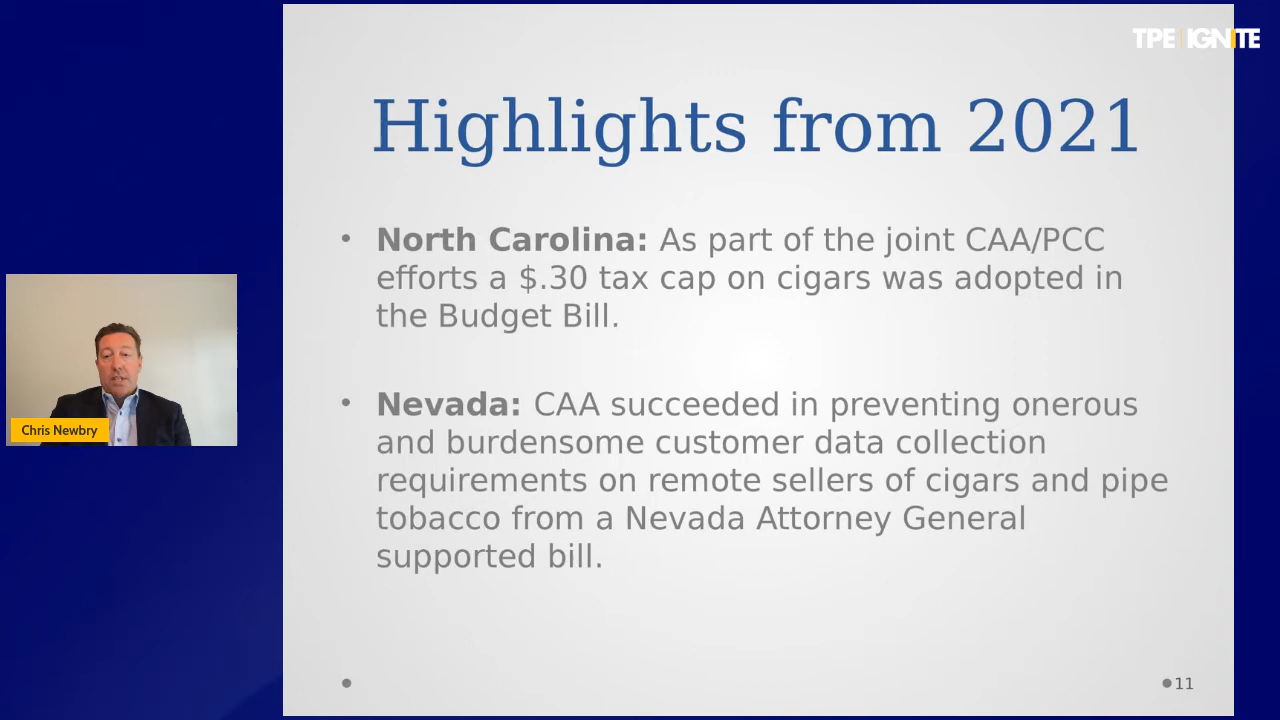 TPE IGNITE
Highlights from 2021
• North Carolina: As part of the joint CAA/PCC
efforts a $.30 tax cap on cigars was adopted in
the Budget Bill.
• Nevada: CAA succeeded in preventing onerous
and burdensome customer data collection
requirements on remote sellers of cigars and pipe
tobacco from a Nevada Attorney General
supported bill.
Chris Newbry
11